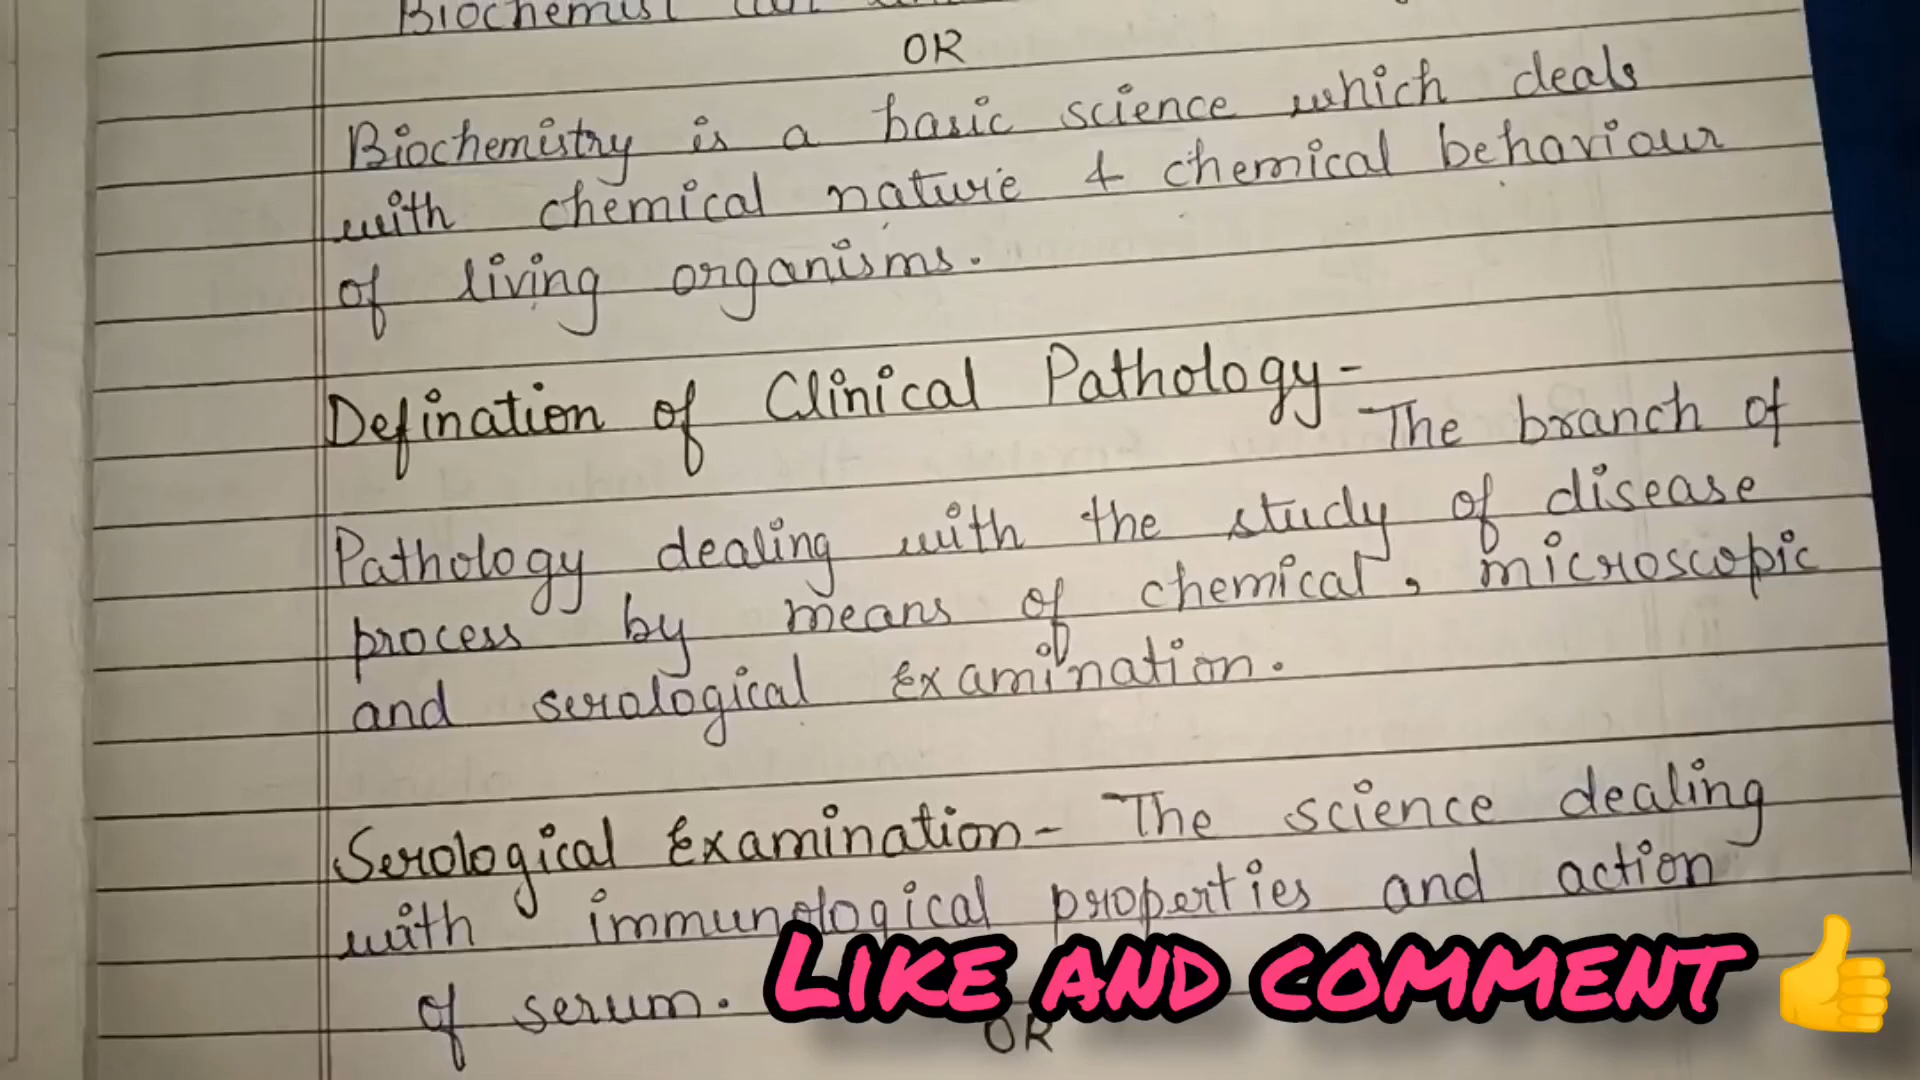 Biochemist can
OR
Biochemistry is a basic science which deals
with chemical nature & chemical behaviour
of living organisms.
Defination of Clinical Pathology-
The branch of
Pathology dealing with the study of disease
process by means of chemical, microscopic
and serological examination.
Serological Examination- The science dealing
with immunological properties and action
of serum.
LIKE AND COMMENT 👍
OR